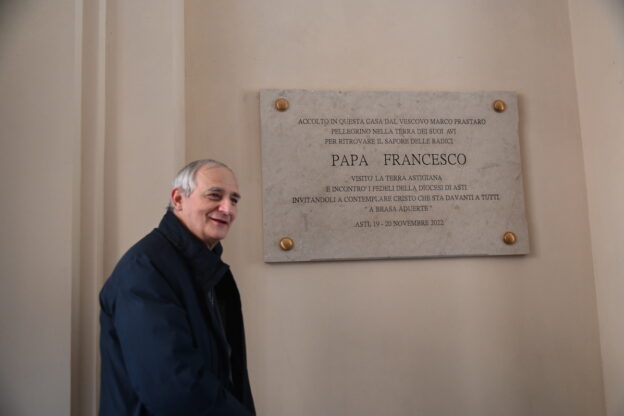 ACCOLTO IN QUESTA CASA DAL VESCOVO MARCO PRASTARO
PELLEGRINO NELLA TERRA DEI SUOI AVI
PER RITROVARE IL SAPORE DELLE RADICI
PAPA FRANCESCO
VISITÒ LA TERRA ASTIGIANA
E INCONTRÒ I FEDELI DELLA DIOCESI DI ASTI
INVITANDOLI A CONTEMPLARE CRISTO CHE STA DAVANTI A TUTTI,
"A BRASA ADUERTE"
ASTI, 19 - 20 NOVEMBRE 2022